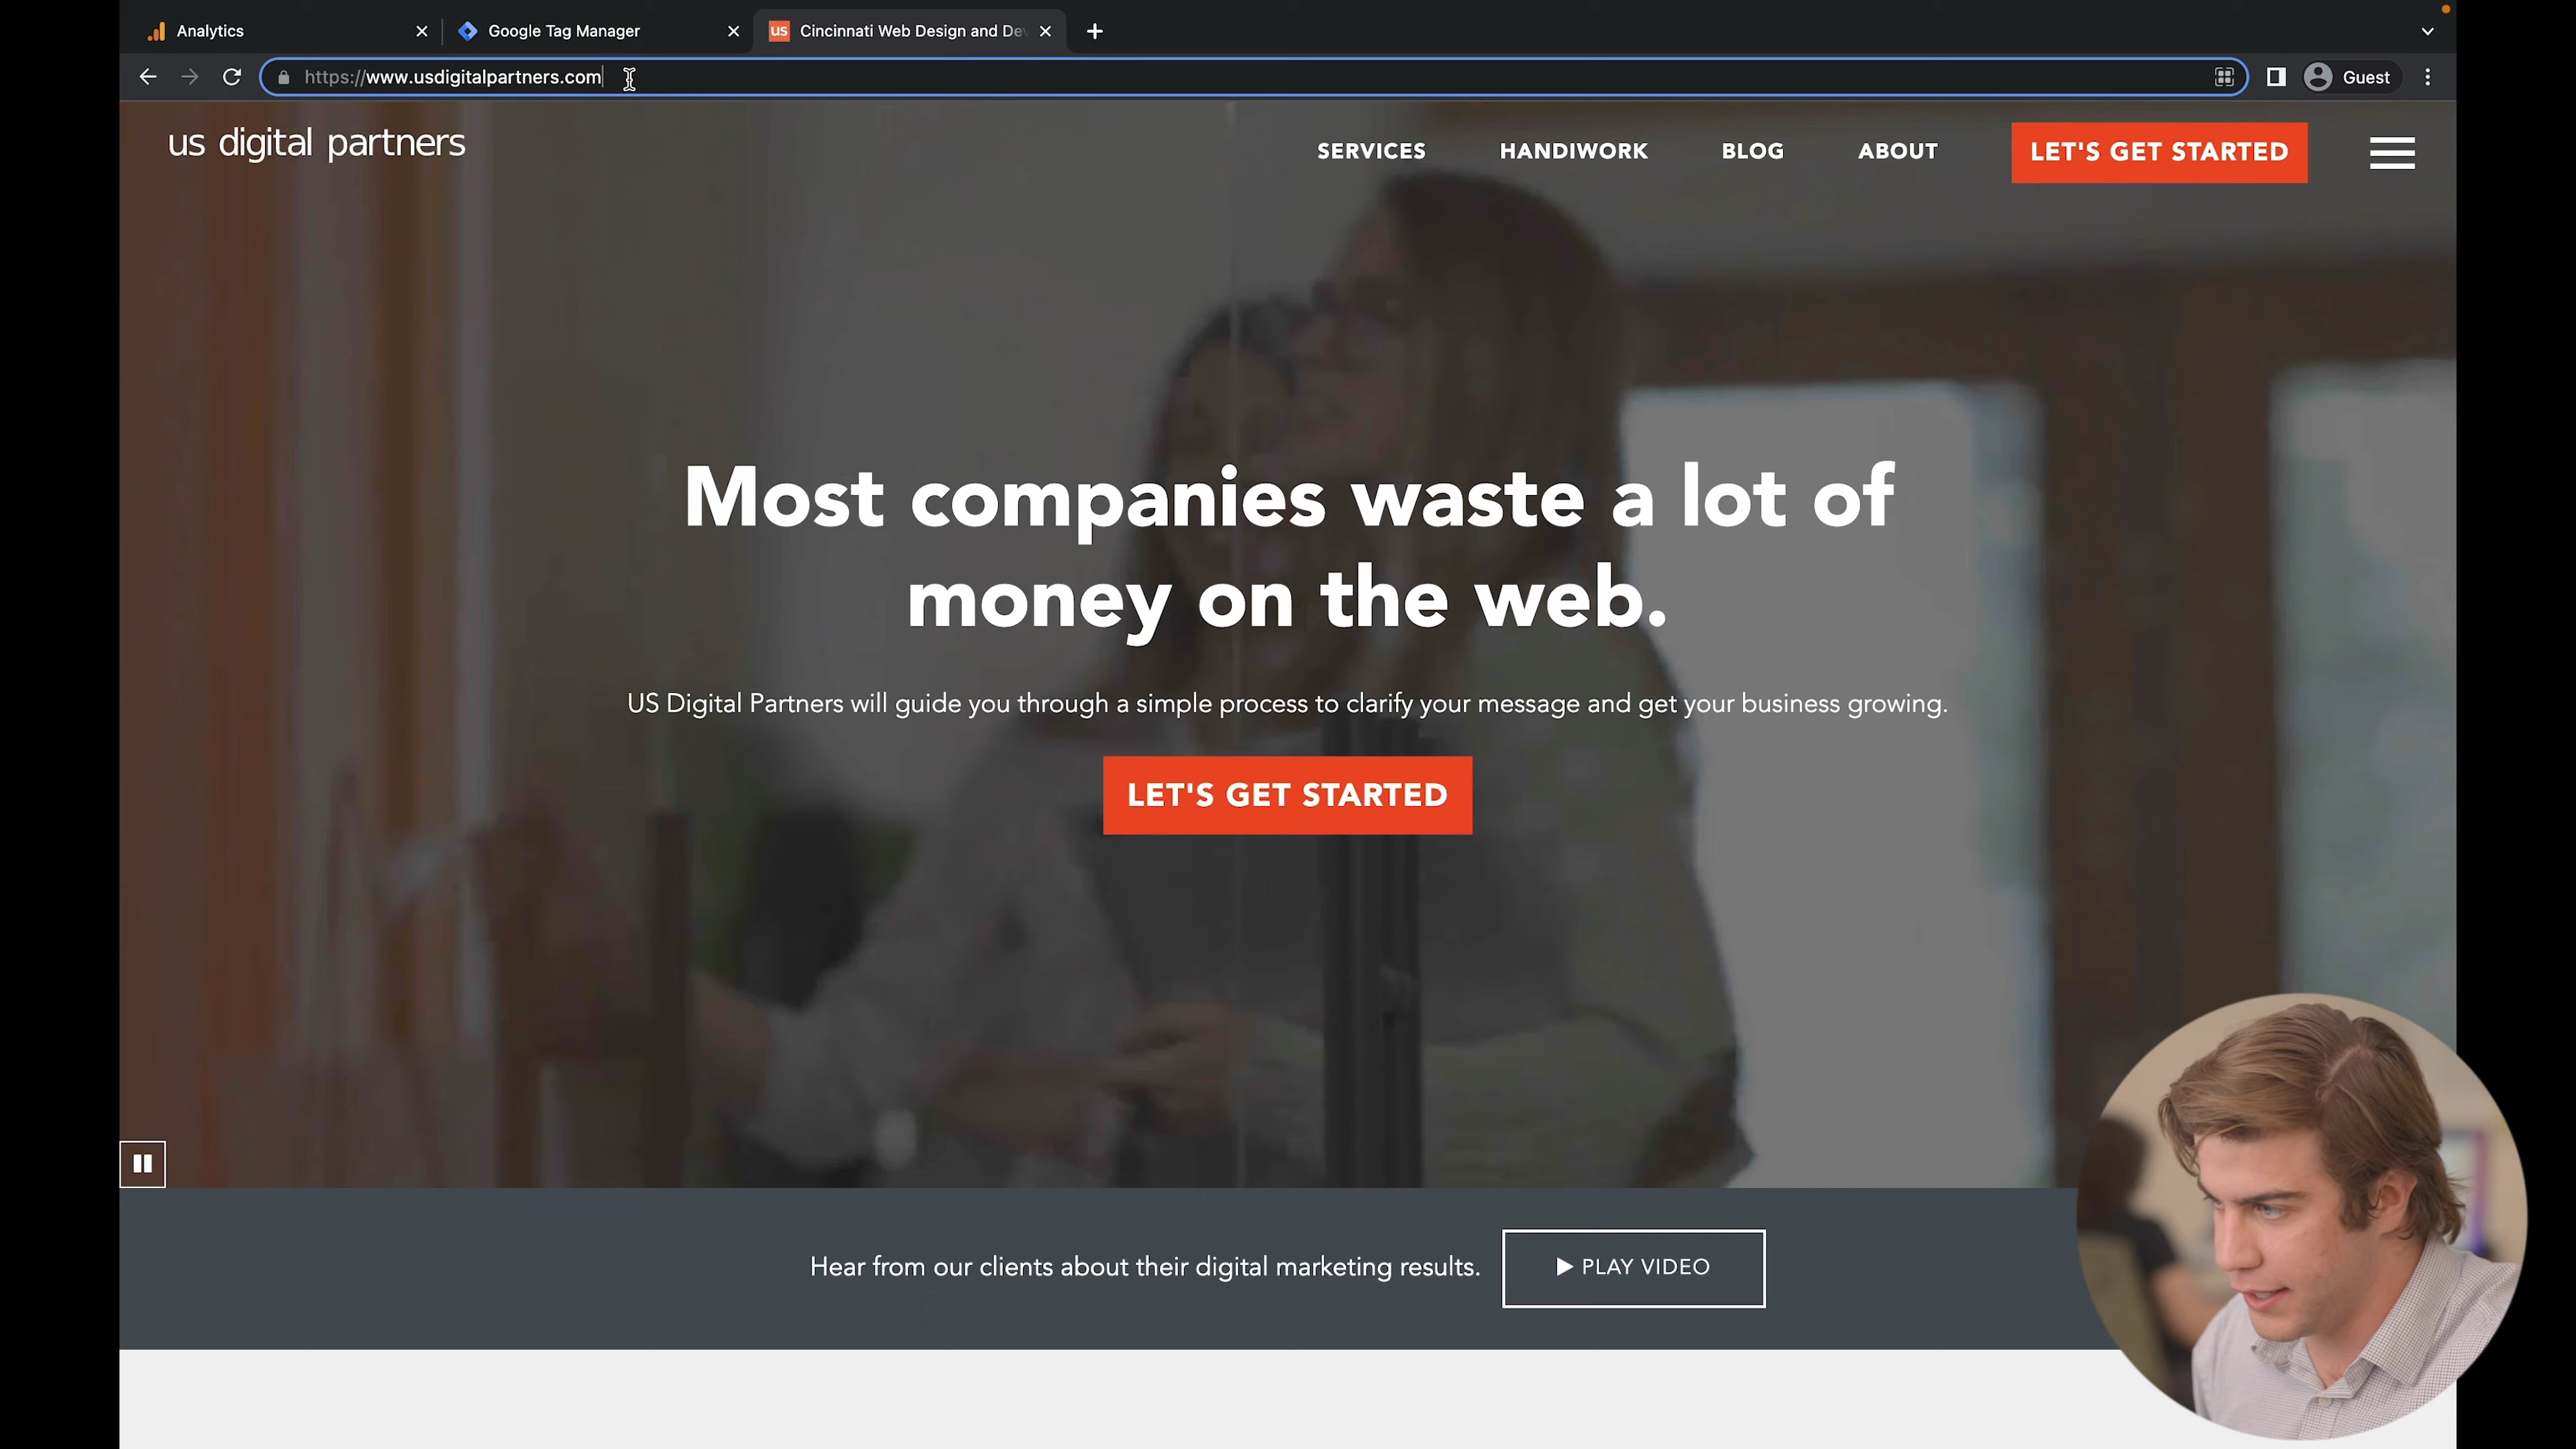 Analytics
Google Tag Manager
us
Cincinnati Web Design and Dev
https://www.usdigitalpartners.com
Guest
us digital partners
SERVICES
HANDIWORK
BLOG
ABOUT
LET'S GET STARTED
Most companies waste a lot of
money on the web.
US Digital Partners will guide you through a simple process to clarify your message and get your business growing.
LET'S GET STARTED
Hear from our clients about their digital marketing results.
PLAY VIDEO